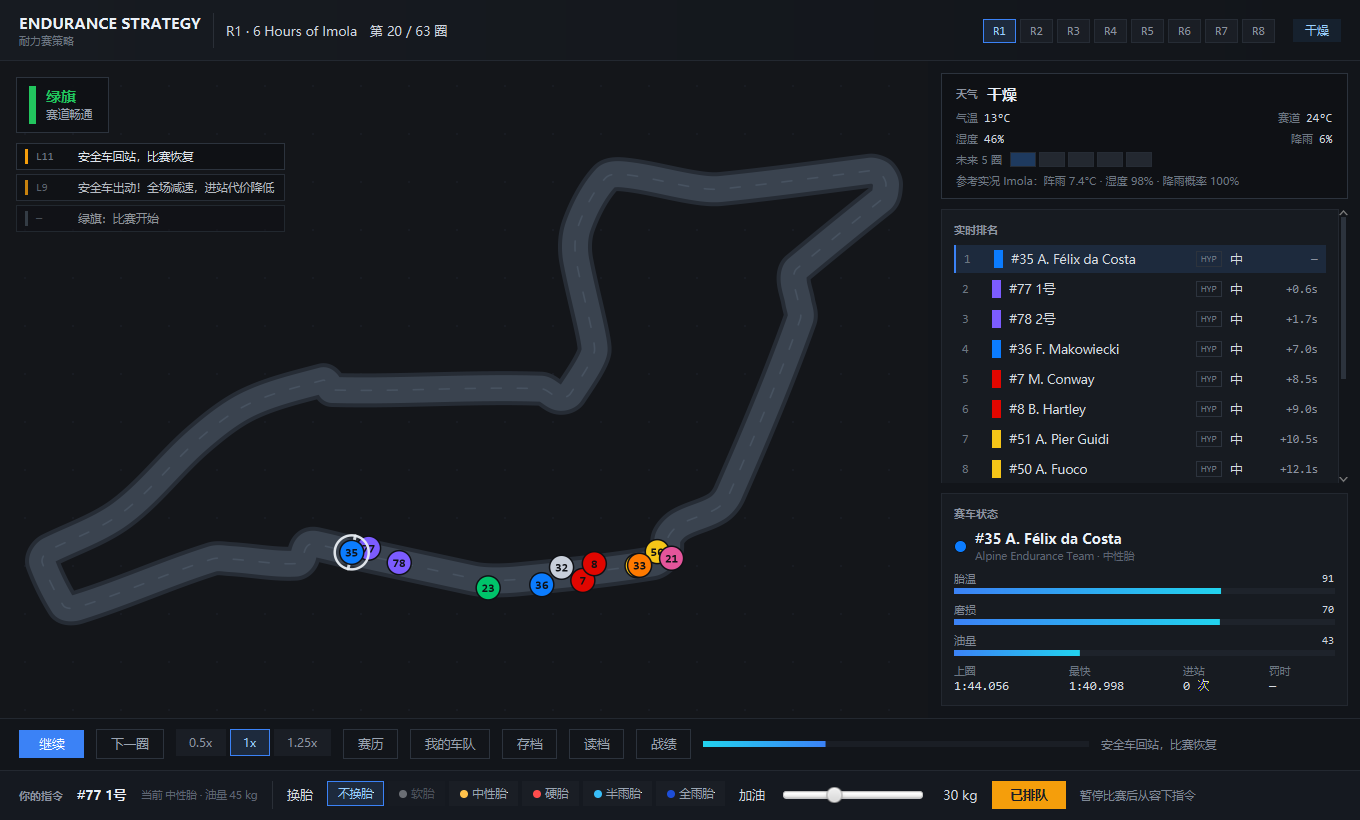 ENDURANCE STRATEGY
耐力赛策略
R1 · 6 Hours of Imola 第 20 / 63 圈
R1 R2 R3 R4 R5 R6 R7 R8 干燥
绿旗
赛道畅通
L11 安全车回站，比赛恢复
L9 安全车出动！全场减速，进站代价降低
— 绿旗：比赛开始
35
78
23
36
32
7
8
33
21
天气 干燥
气温 13°C 赛道 24°C
湿度 46% 降雨 6%
未来 5 圈
参考实况 Imola：阵雨 7.4°C · 湿度 98% · 降雨概率 100%
实时排名
1 #35 A. Félix da Costa HYP 中 —
2 #77 1号 HYP 中 +0.6s
3 #78 2号 HYP 中 +1.7s
4 #36 F. Makowiecki HYP 中 +7.0s
5 #7 M. Conway HYP 中 +8.5s
6 #8 B. Hartley HYP 中 +9.0s
7 #51 A. Pier Guidi HYP 中 +10.5s
8 #50 A. Fuoco HYP 中 +12.1s
赛车状态
#35 A. Félix da Costa
Alpine Endurance Team · 中性胎
胎温 91
磨损 70
油量 43
上圈 最快 进站 罚时
1:44.056 1:40.998 0 次 —
继续 下一圈 0.5x 1x 1.25x 赛历 我的车队 存档 读档 战绩 安全车回站，比赛恢复
你的指令 #77 1号 当前 中性胎 · 油量 45 kg 换胎 不换胎 软胎 中性胎 硬胎 半雨胎 全雨胎 加油 30 kg 已排队 暂停比赛后从容下指令